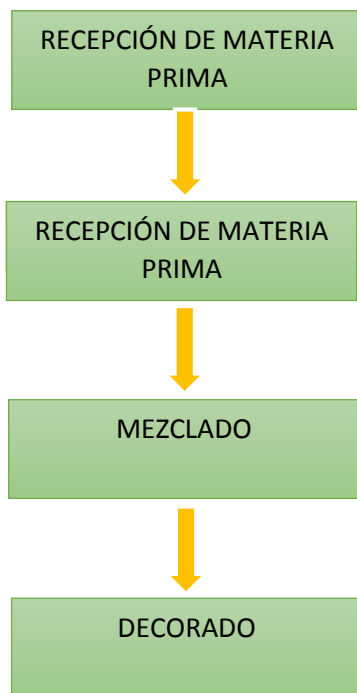 RECEPCIÓN DE MATERIA
PRIMA
RECEPCIÓN DE MATERIA
PRIMA
MEZCLADO
DECORADO